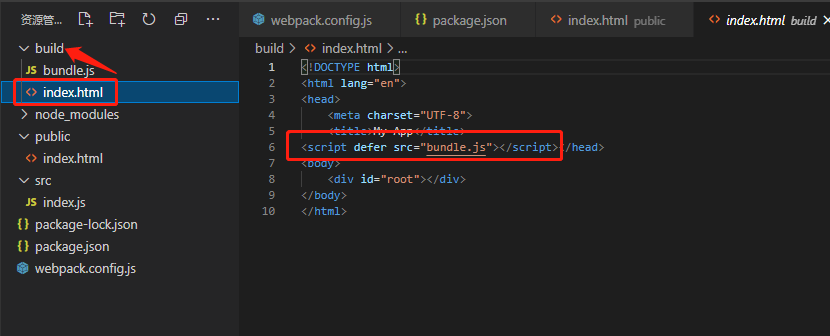 资源管...
webpack.config.js
package.json
index.html public
index.html build
build
bundle.js
index.html
node_modules
public
index.html
src
index.js
package-lock.json
package.json
webpack.config.js
build > index.html > ...
1 <!DOCTYPE html>
2 <html lang="en">
3 <head>
4 <meta charset="UTF-8">
5 <title>My App</title>
6 <script defer src="bundle.js"></script></head>
7 <body>
8 <div id="root"></div>
9 </body>
10 </html>